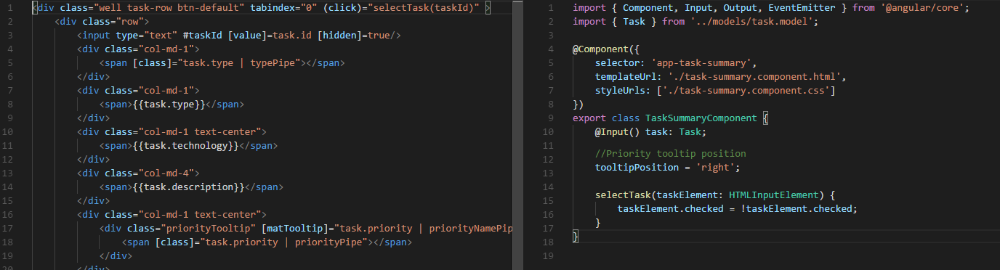 1 <div class="well task-row btn-default" tabindex="0" (click)="selectTask(taskId)" >
2 <div class="row">
3 <input type="text" #taskId [value]=task.id [hidden]=true/>
4 <div class="col-md-1">
5 <span [class]="task.type | typePipe"></span>
6 </div>
7 <div class="col-md-1">
8 <span>{{task.type}}</span>
9 </div>
10 <div class="col-md-1 text-center">
11 <span>{{task.technology}}</span>
12 </div>
13 <div class="col-md-4">
14 <span>{{task.description}}</span>
15 </div>
16 <div class="col-md-1 text-center">
17 <div class="priorityTooltip" [matTooltip]="task.priority | priorityNamePip
18 <span [class]="task.priority | priorityPipe"></span>
19 </div>
20 </div>
1 import { Component, Input, Output, EventEmitter } from '@angular/core';
2 import { Task } from '../models/task.model';
3
4 @Component({
5 selector: 'app-task-summary',
6 templateUrl: './task-summary.component.html',
7 styleUrls: ['./task-summary.component.css']
8 })
9 export class TaskSummaryComponent {
10 @Input() task: Task;
11
12 //Priority tooltip position
13 tooltipPosition = 'right';
14
15 selectTask(taskElement: HTMLInputElement) {
16 taskElement.checked = !taskElement.checked;
17 }
18 }
19